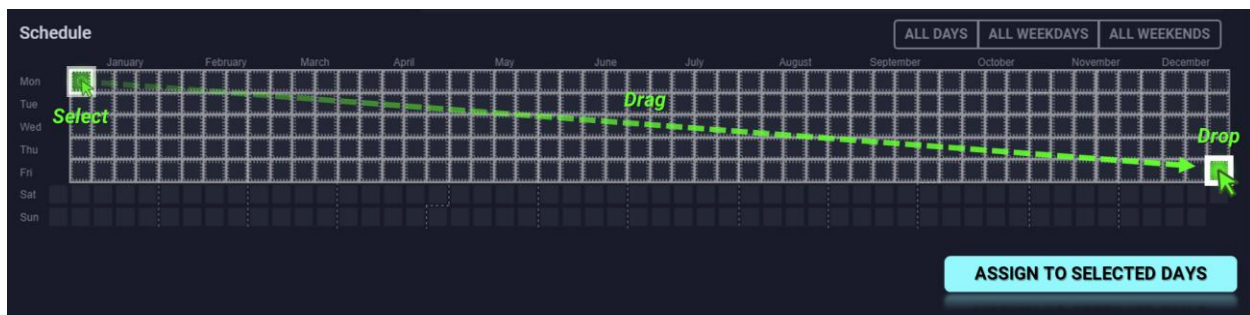 Schedule
ALL DAYS ALL WEEKDAYS ALL WEEKENDS
January February March April May June July August September October November December
Mon
Tue
Drag
Select
Wed
Drop
Thu
Fri
Sat
Sun
ASSIGN TO SELECTED DAYS